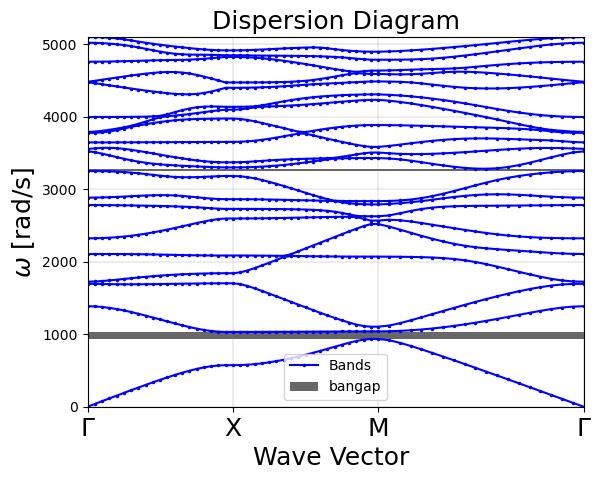 Dispersion Diagram
5000
4000
3000
2000
1000
0
ω [rad/s]
Bands
bangap
Γ X M Γ
Wave Vector